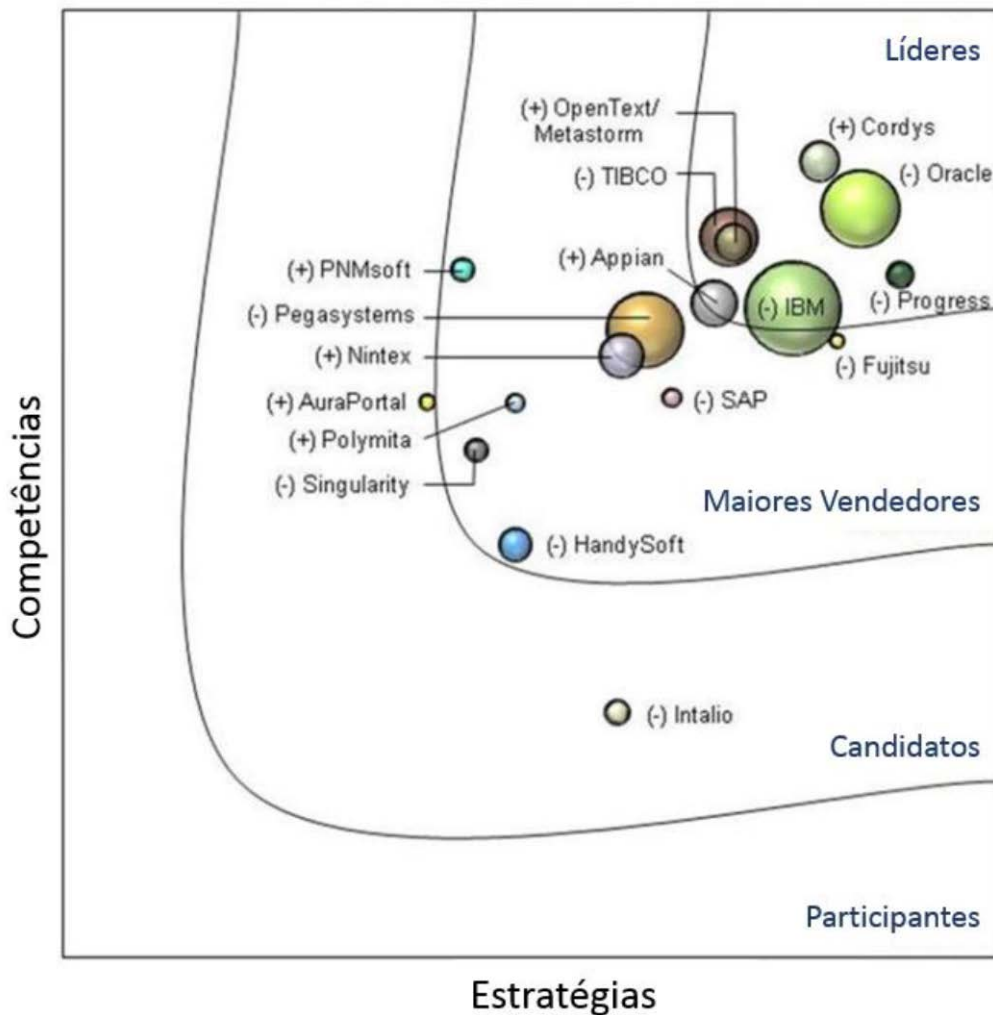 Líderes
(+) OpenText/
Metastorm
(+) Cordys
(-) TIBCO
(-) Oracle
(+) Appian
(+) PNMsoft
(-) IBM
(-) Progress
(-) Pegasystems
(+) Nintex
(-) Fujitsu
(+) AuraPortal
(-) SAP
(+) Polymita
(-) Singularity
Maiores Vendedores
(-) HandySoft
(-) Intalio
Candidatos
Participantes
Competências
Estratégias